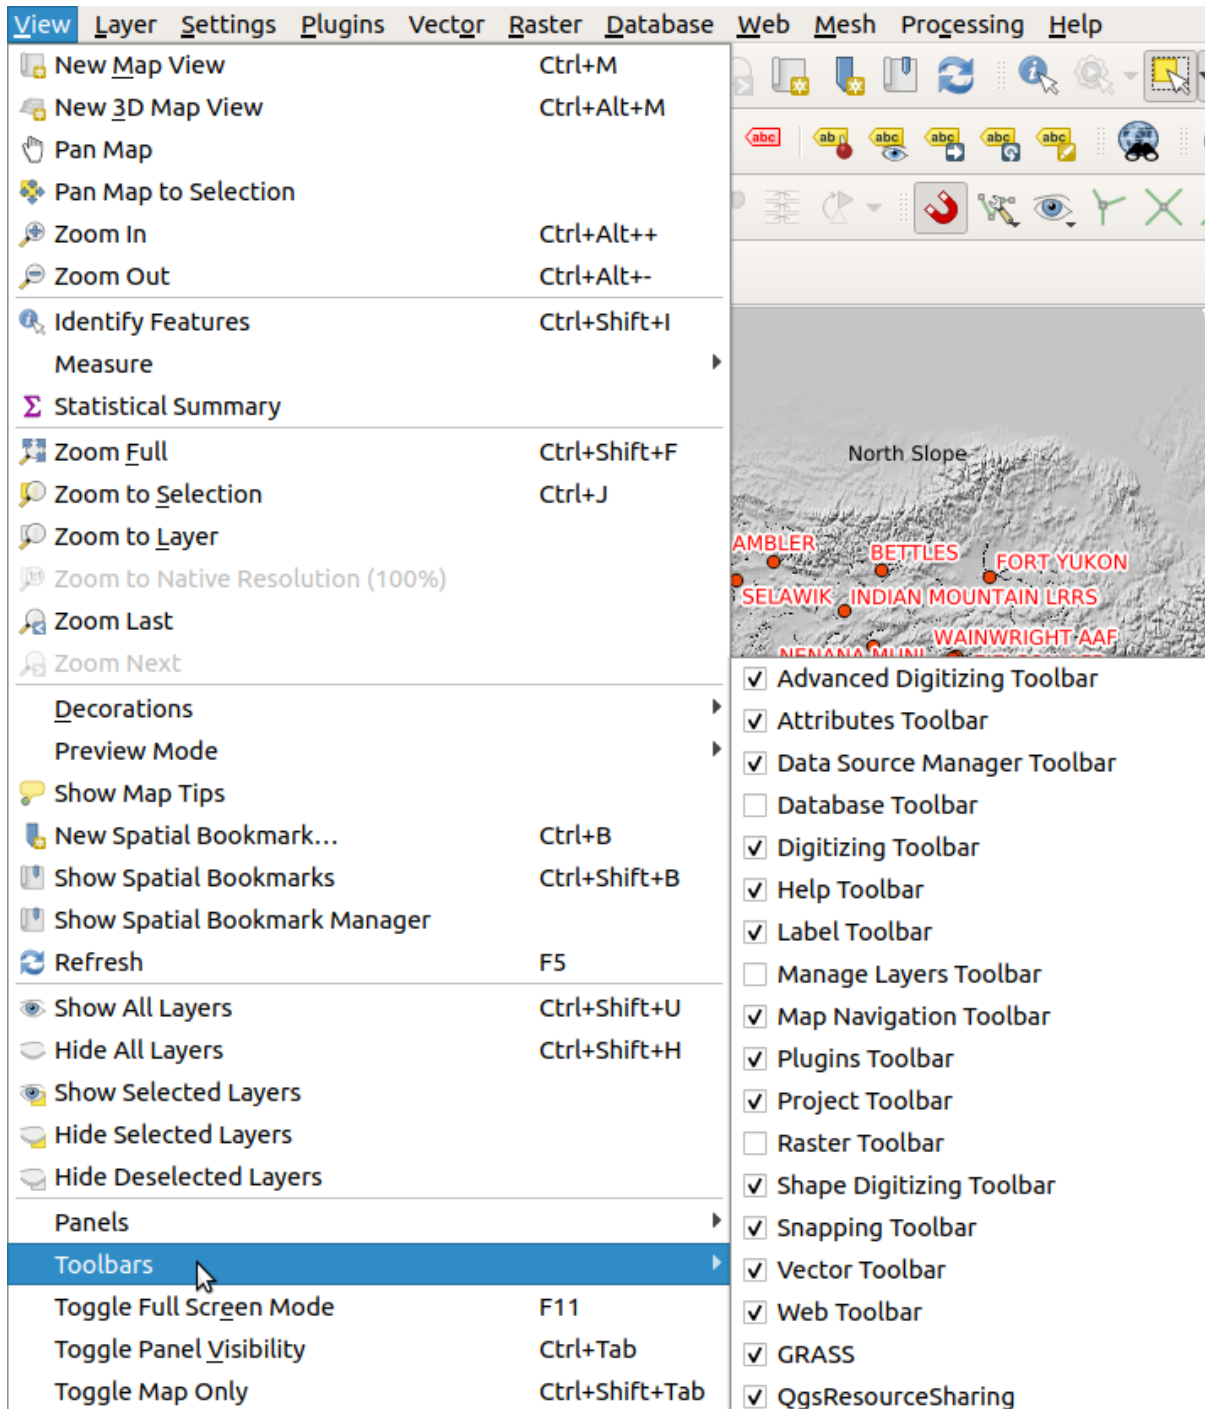 View Layer Settings Plugins Vector Raster Database Web Mesh Processing Help
New Map View Ctrl+M
New 3D Map View Ctrl+Alt+M
Pan Map
Pan Map to Selection
Zoom In Ctrl+Alt++
Zoom Out Ctrl+Alt+-
Identify Features Ctrl+Shift+I
Measure
Statistical Summary
Zoom Full Ctrl+Shift+F
Zoom to Selection Ctrl+J
Zoom to Layer
Zoom to Native Resolution (100%)
Zoom Last
Zoom Next
Decorations
Preview Mode
Show Map Tips
New Spatial Bookmark... Ctrl+B
Show Spatial Bookmarks Ctrl+Shift+B
Show Spatial Bookmark Manager
Refresh F5
Show All Layers Ctrl+Shift+U
Hide All Layers Ctrl+Shift+H
Show Selected Layers
Hide Selected Layers
Hide Deselected Layers
Panels
Toolbars
Toggle Full Screen Mode F11
Toggle Panel Visibility Ctrl+Tab
Toggle Map Only Ctrl+Shift+Tab
abc ab abc abc abc abc
North Slope
AMBLER
BETTLES
FORT YUKON
SELAWIK
INDIAN MOUNTAIN LRRS
WAINWRIGHT AAF
NENANA MUNI
Advanced Digitizing Toolbar
Attributes Toolbar
Data Source Manager Toolbar
Database Toolbar
Digitizing Toolbar
Help Toolbar
Label Toolbar
Manage Layers Toolbar
Map Navigation Toolbar
Plugins Toolbar
Project Toolbar
Raster Toolbar
Shape Digitizing Toolbar
Snapping Toolbar
Vector Toolbar
Web Toolbar
GRASS
QgsResourceSharing